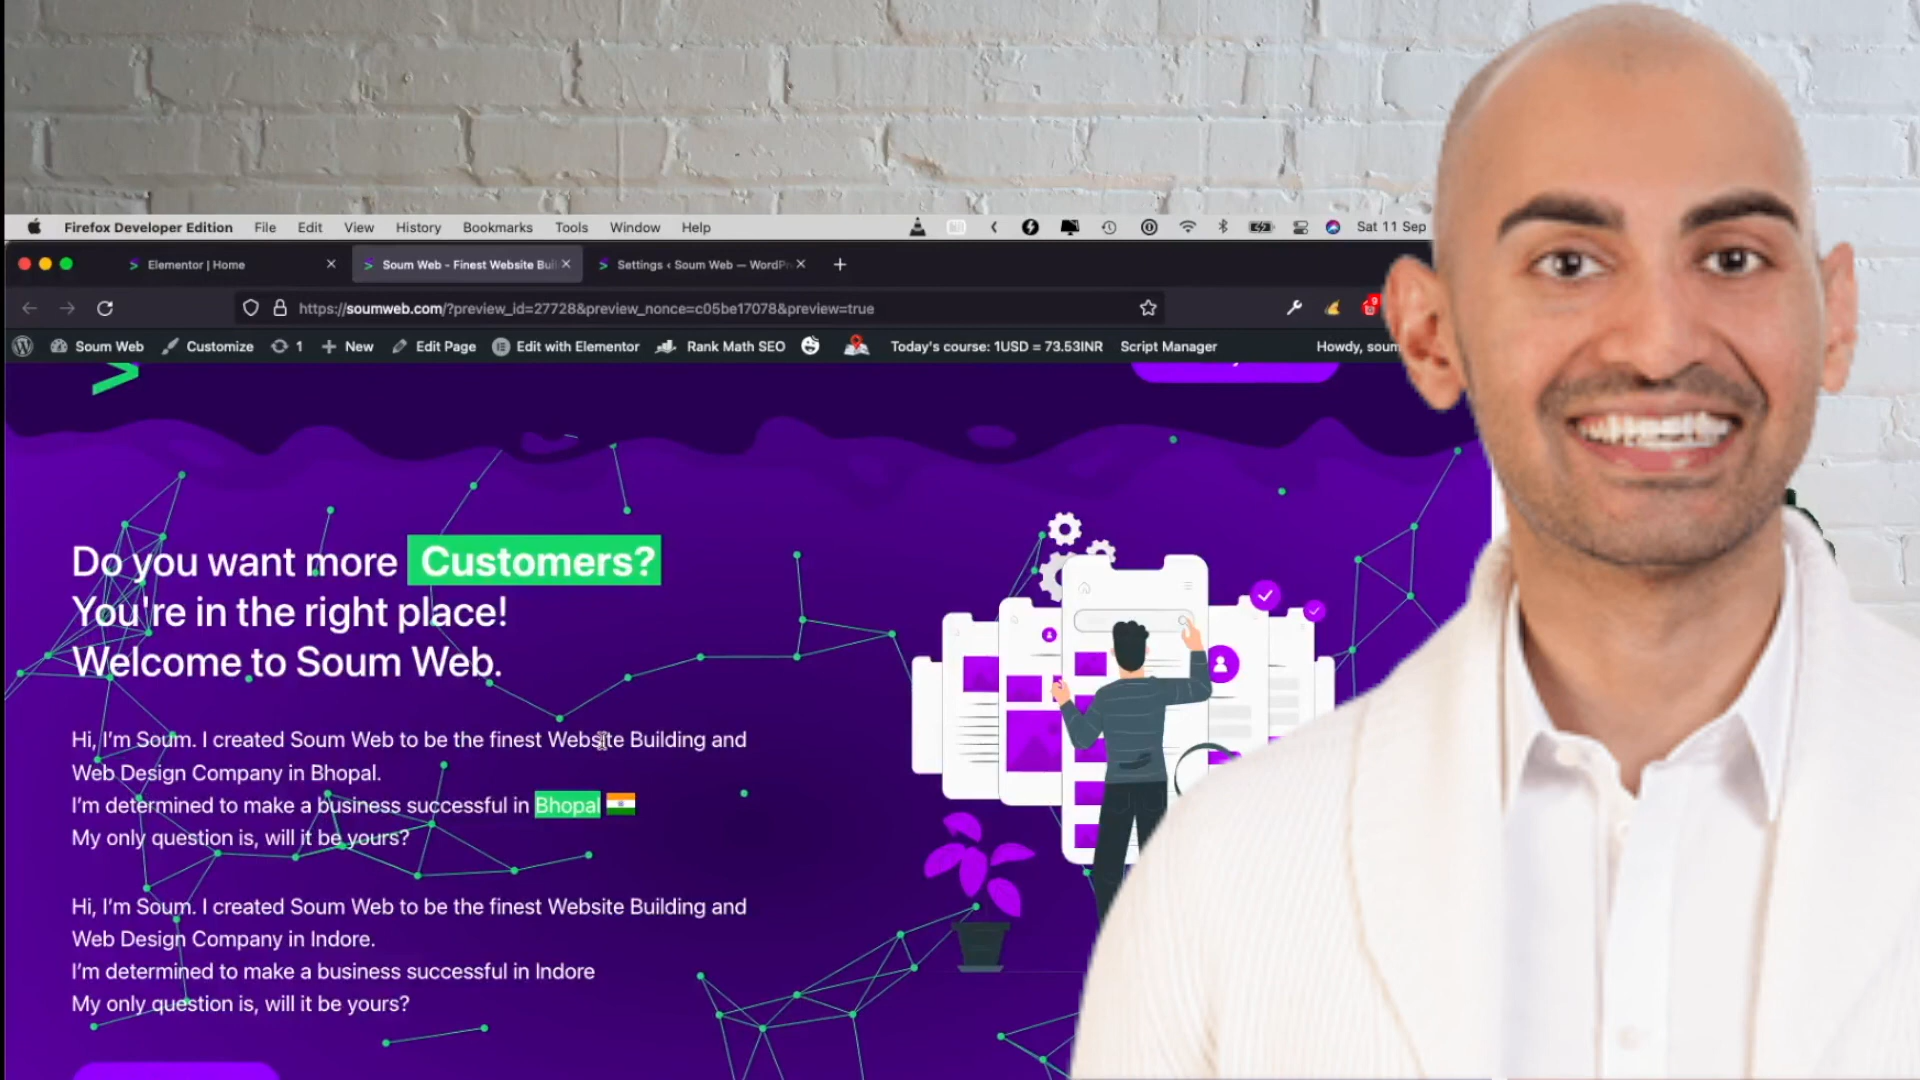 Firefox Developer Edition File Edit View History Bookmarks Tools Window Help Sat 11 Sep
Elementor | Home
Soum Web - Finest Website Bui
Settings ‹ Soum Web — WordPr
https://soumweb.com/?preview_id=27728&preview_nonce=c05be17078&preview=true
9
Soum Web Customize 1 New Edit Page Edit with Elementor Rank Math SEO Today's course: 1USD = 73.53INR Script Manager Howdy, soum
Do you want more Customers?
You're in the right place!
Welcome to Soum Web.
Hi, I'm Soum. I created Soum Web to be the finest Website Building and
Web Design Company in Bhopal.
I'm determined to make a business successful in Bhopal 🇮🇳
My only question is, will it be yours?
Hi, I'm Soum. I created Soum Web to be the finest Website Building and
Web Design Company in Indore.
I'm determined to make a business successful in Indore
My only question is, will it be yours?